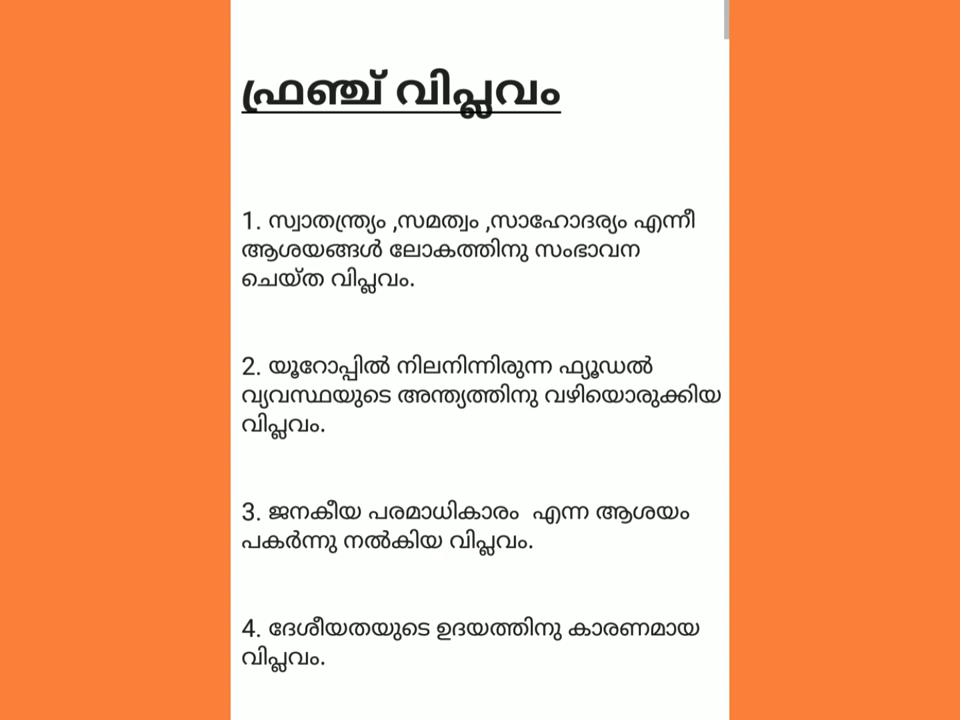 ഫ്രഞ്ച് വിപ്ലവം
1. സ്വാതന്ത്ര്യം ,സമത്വം ,സാഹോദര്യം എന്നീ
ആശയങ്ങൾ ലോകത്തിനു സംഭാവന
ചെയ്ത വിപ്ലവം.
2. യൂറോപ്പിൽ നിലനിന്നിരുന്ന ഫ്യൂഡൽ
വ്യവസ്ഥയുടെ അന്ത്യത്തിനു വഴിയൊരുക്കിയ
വിപ്ലവം.
3. ജനകീയ പരമാധികാരം  എന്ന ആശയം
പകർന്നു നൽകിയ വിപ്ലവം.
4. ദേശീയതയുടെ ഉദയത്തിനു കാരണമായ
വിപ്ലവം.